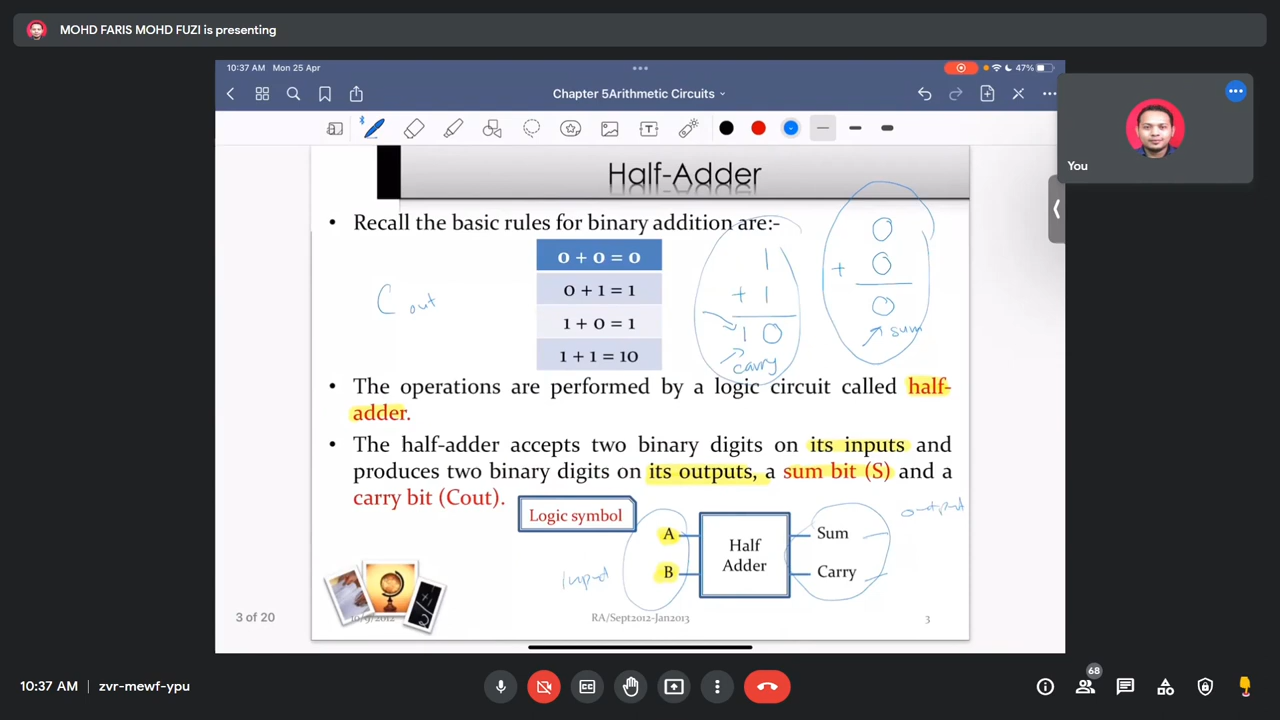 MOHD FARIS MOHD FUZI is presenting
10:37 AM Mon 25 Apr
47%
Chapter 5Arithmetic Circuits
You
Half-Adder
• Recall the basic rules for binary addition are:-
0 + 0 = 0
0 + 1 = 1
1 + 0 = 1
1 + 1 = 10
C out
1
+ 1
1 0
carry
0
+ 0
0
sum
• The operations are performed by a logic circuit called half-
adder.
• The half-adder accepts two binary digits on its inputs and
produces two binary digits on its outputs, a sum bit (S) and a
carry bit (Cout).
Logic symbol
A
B
Half
Adder
Sum
Carry
input
output
3 of 20
10/9/2012
RA/Sept2012-Jan2013
3
10:37 AM | zvr-mewf-ypu
68